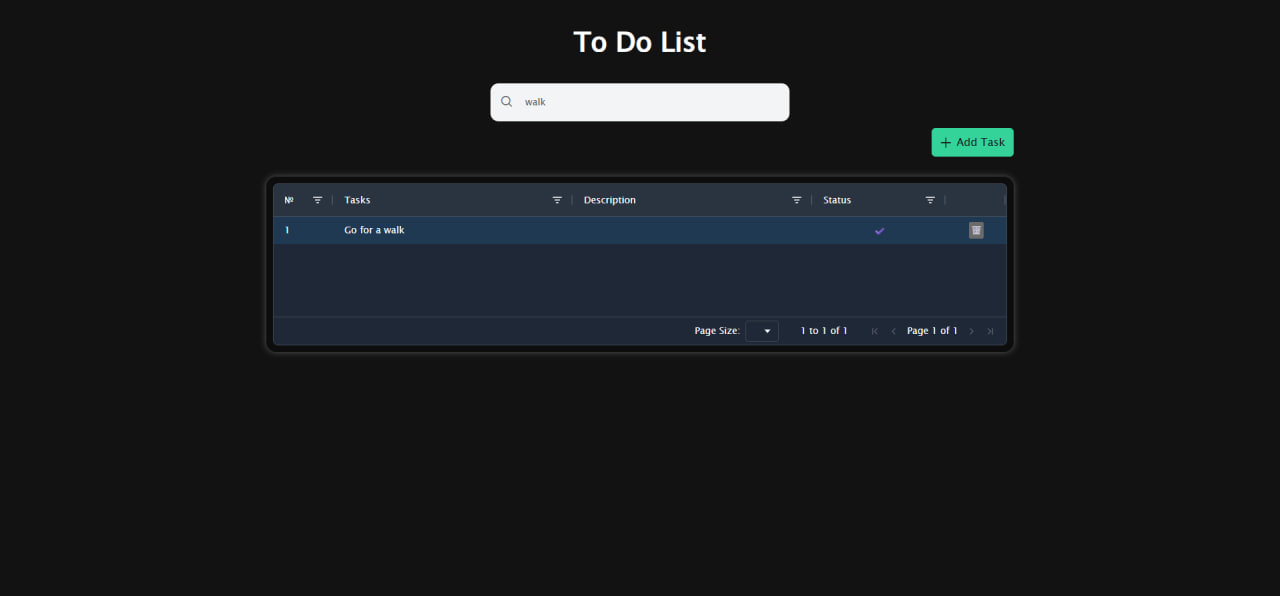 To Do List
walk
+ Add Task
№ Tasks Description Status
1 Go for a walk
Page Size: 1 to 1 of 1 Page 1 of 1